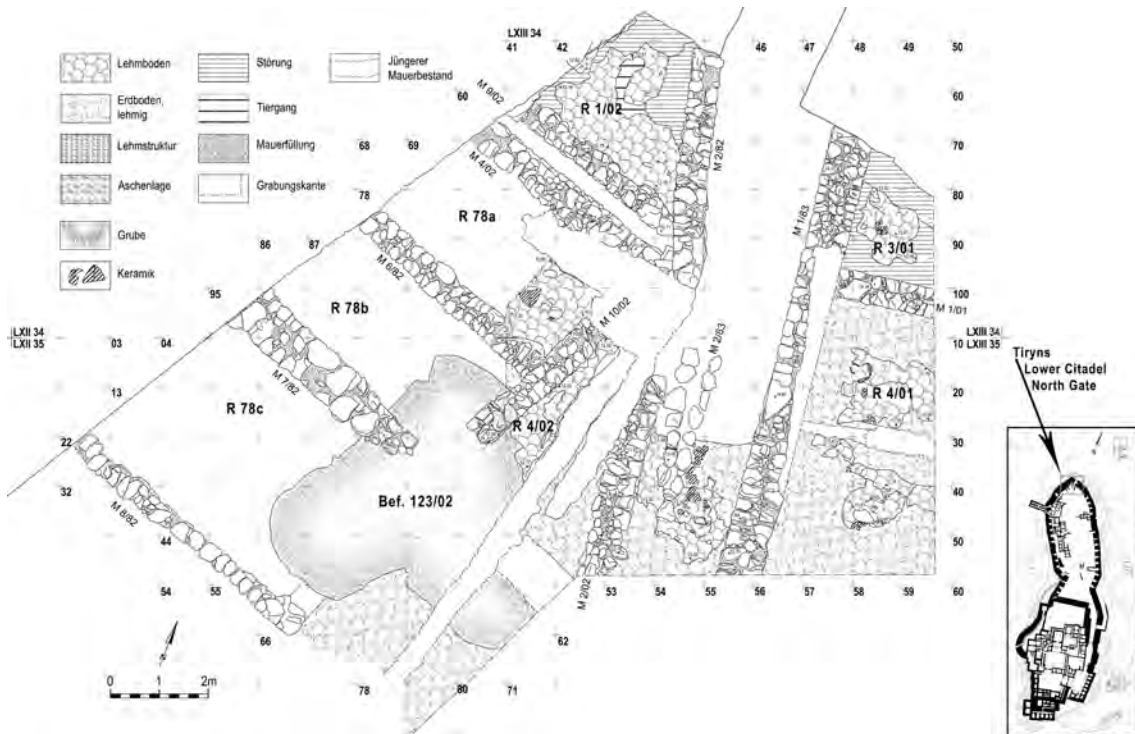 Lehmboden
Erdboden,
lehmig
Lehmstruktur
Aschenlage
Grube
Keramik
Störung
Tiergang
Mauerfüllung
Grabungskante
Jüngerer
Mauerbestand
LXIII 34
41 42 46 47 48 49 50
60 M 9/02 R 1/02 M 2/82 60
68 69 M 4/02 70
78 R 78a M 1/83 80
86 87 M 6/82 R 3/01 90
95 R 78b M 10/02 100
M 1/01
LXII 34
LXII 35
03 04 M 2/83 10
LXIII 34
LXIII 35
13 M 7/82 R 4/01 20
R 78c R 4/02
22 30
32 Bef. 123/02 40
M 8/82
44 50
54 55 M 2/02 53 54 55 56 57 58 59 60
66 62
78 80 71
0 1 2m
Tiryns
Lower Citadel
North Gate